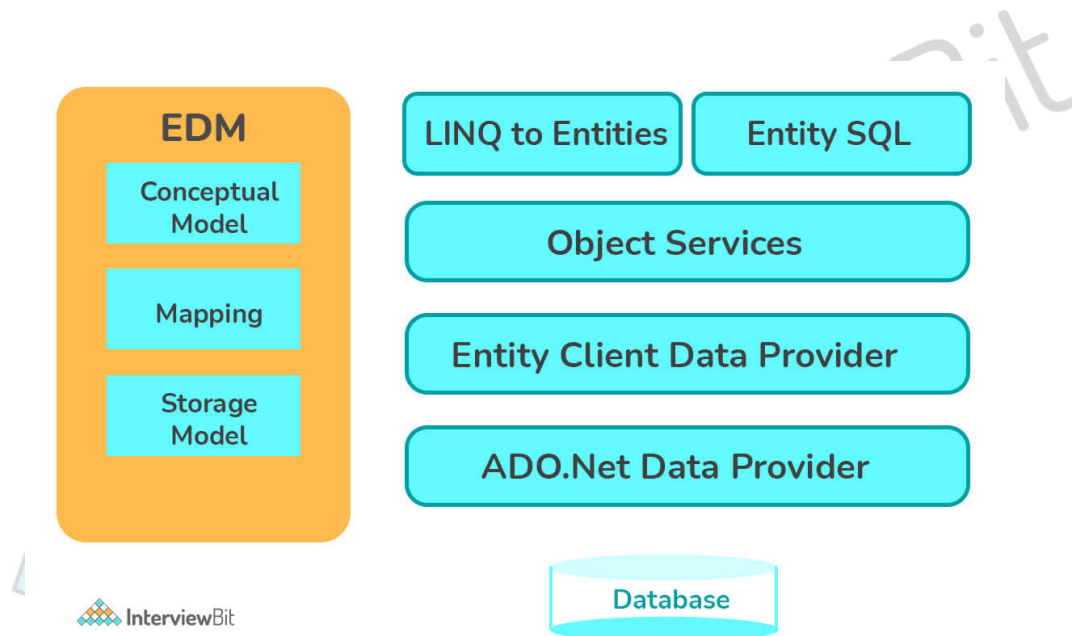 EDM
Conceptual
Model
Mapping
Storage
Model
LINQ to Entities
Entity SQL
Object Services
Entity Client Data Provider
ADO.Net Data Provider
Database
InterviewBit
Bit